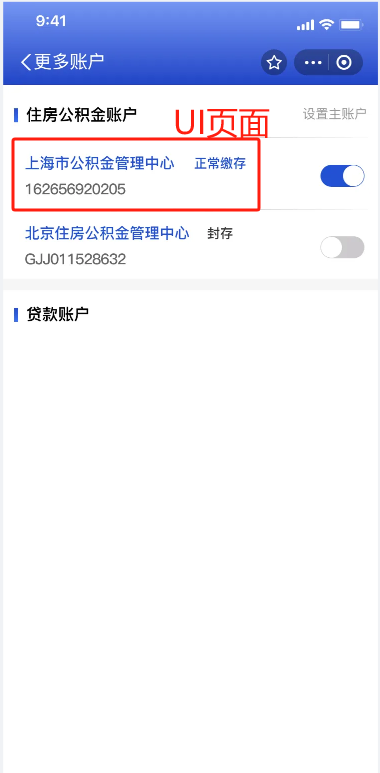 9:41
更多账户
住房公积金账户
UI页面
设置主账户
上海市公积金管理中心 正常缴存
162656920205
北京住房公积金管理中心 封存
GJJ011528632
贷款账户